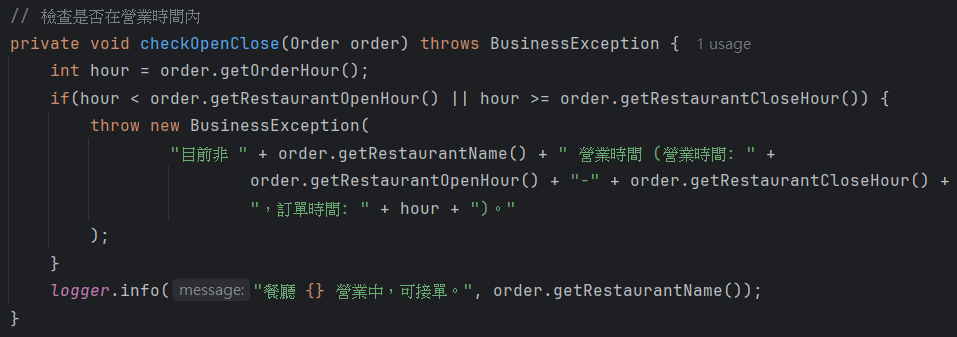 // 檢查是否在營業時間內
private void checkOpenClose(Order order) throws BusinessException { 1 usage
int hour = order.getOrderHour();
if(hour < order.getRestaurantOpenHour() || hour >= order.getRestaurantCloseHour()) {
throw new BusinessException(
"目前非 " + order.getRestaurantName() + " 營業時間 (營業時間: " +
order.getRestaurantOpenHour() + "-" + order.getRestaurantCloseHour() +
"，訂單時間: " + hour + ")。"
);
}
logger.info( message: "餐廳 {} 營業中，可接單。", order.getRestaurantName());
}